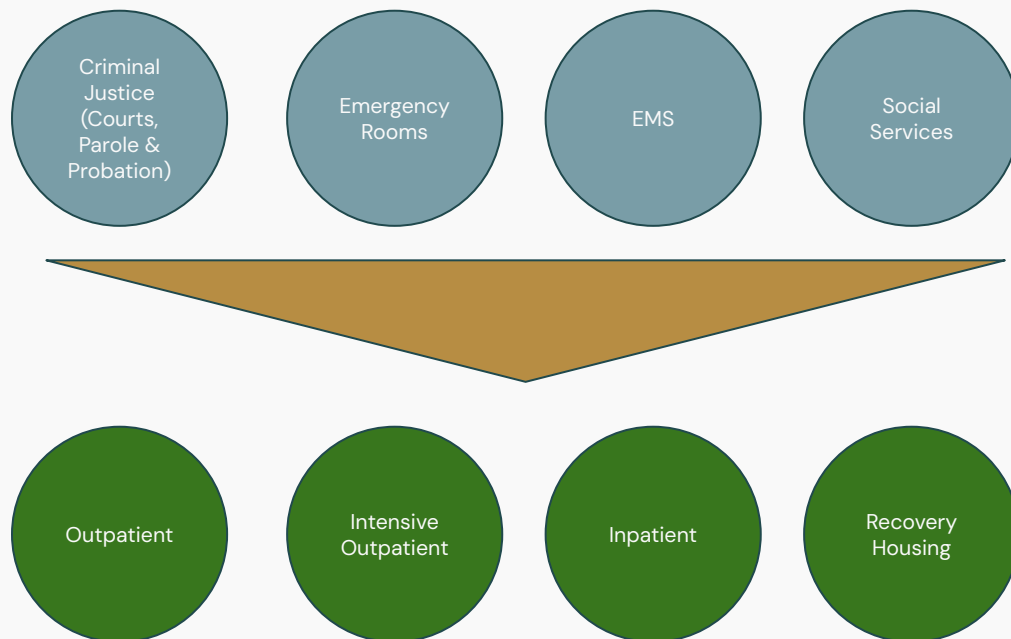 Criminal
Justice
(Courts,
Parole &
Probation)
Emergency
Rooms
EMS
Social
Services
Outpatient
Intensive
Outpatient
Inpatient
Recovery
Housing